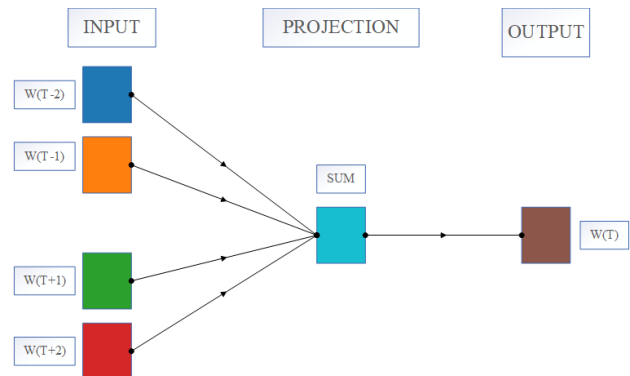 INPUT
PROJECTION
OUTPUT
W(T-2)
W(T-1)
SUM
W(T)
W(T+1)
W(T+2)